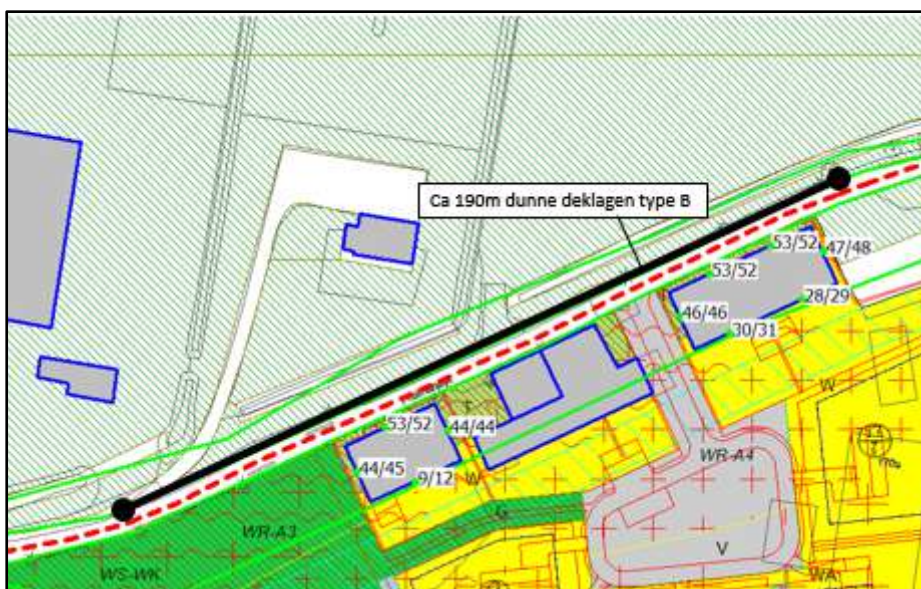 Ca 190m dunne deklagen type B
53/52
47/48
53/52
28/29
46/46
30/31
53/52
44/44
W
44/45
9/12
W
WR-A4
G
WR-A3
V
WS-WK
WA